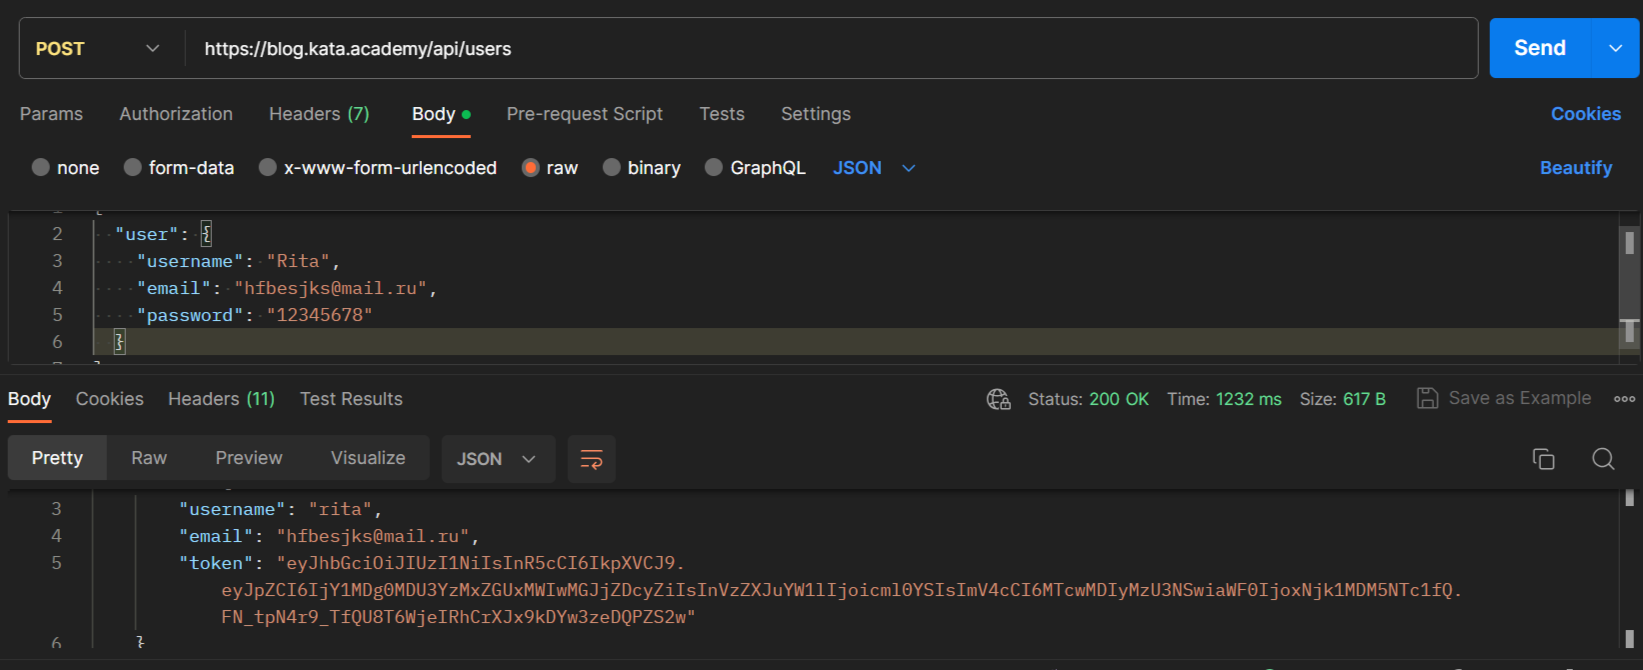 POST https://blog.kata.academy/api/users Send
Params Authorization Headers (7) Body Pre-request Script Tests Settings Cookies
none form-data x-www-form-urlencoded raw binary GraphQL JSON Beautify
2 "user": {
3 "username": "Rita",
4 "email": "hfbesjks@mail.ru",
5 "password": "12345678"
6 }
Body Cookies Headers (11) Test Results Status: 200 OK Time: 1232 ms Size: 617 B Save as Example
Pretty Raw Preview Visualize JSON
3 "username": "rita",
4 "email": "hfbesjks@mail.ru",
5 "token": "eyJhbGciOiJIUzI1NiIsInR5cCI6IkpXVCJ9.
eyJpZCI6IjY1MDg0MDU3YzMxZGUxMWIwMGJjZDcyZiIsInVzZXJuYW1lIjoicml0YSIsImV4cCI6MTcwMDIyMzU3NSwiaWF0IjoxNjk1MDM5NTc1fQ.
FN_tpN4r9_TfQU8T6WjeIRhCrXJx9kDYw3zeDQPZS2w"
6 }